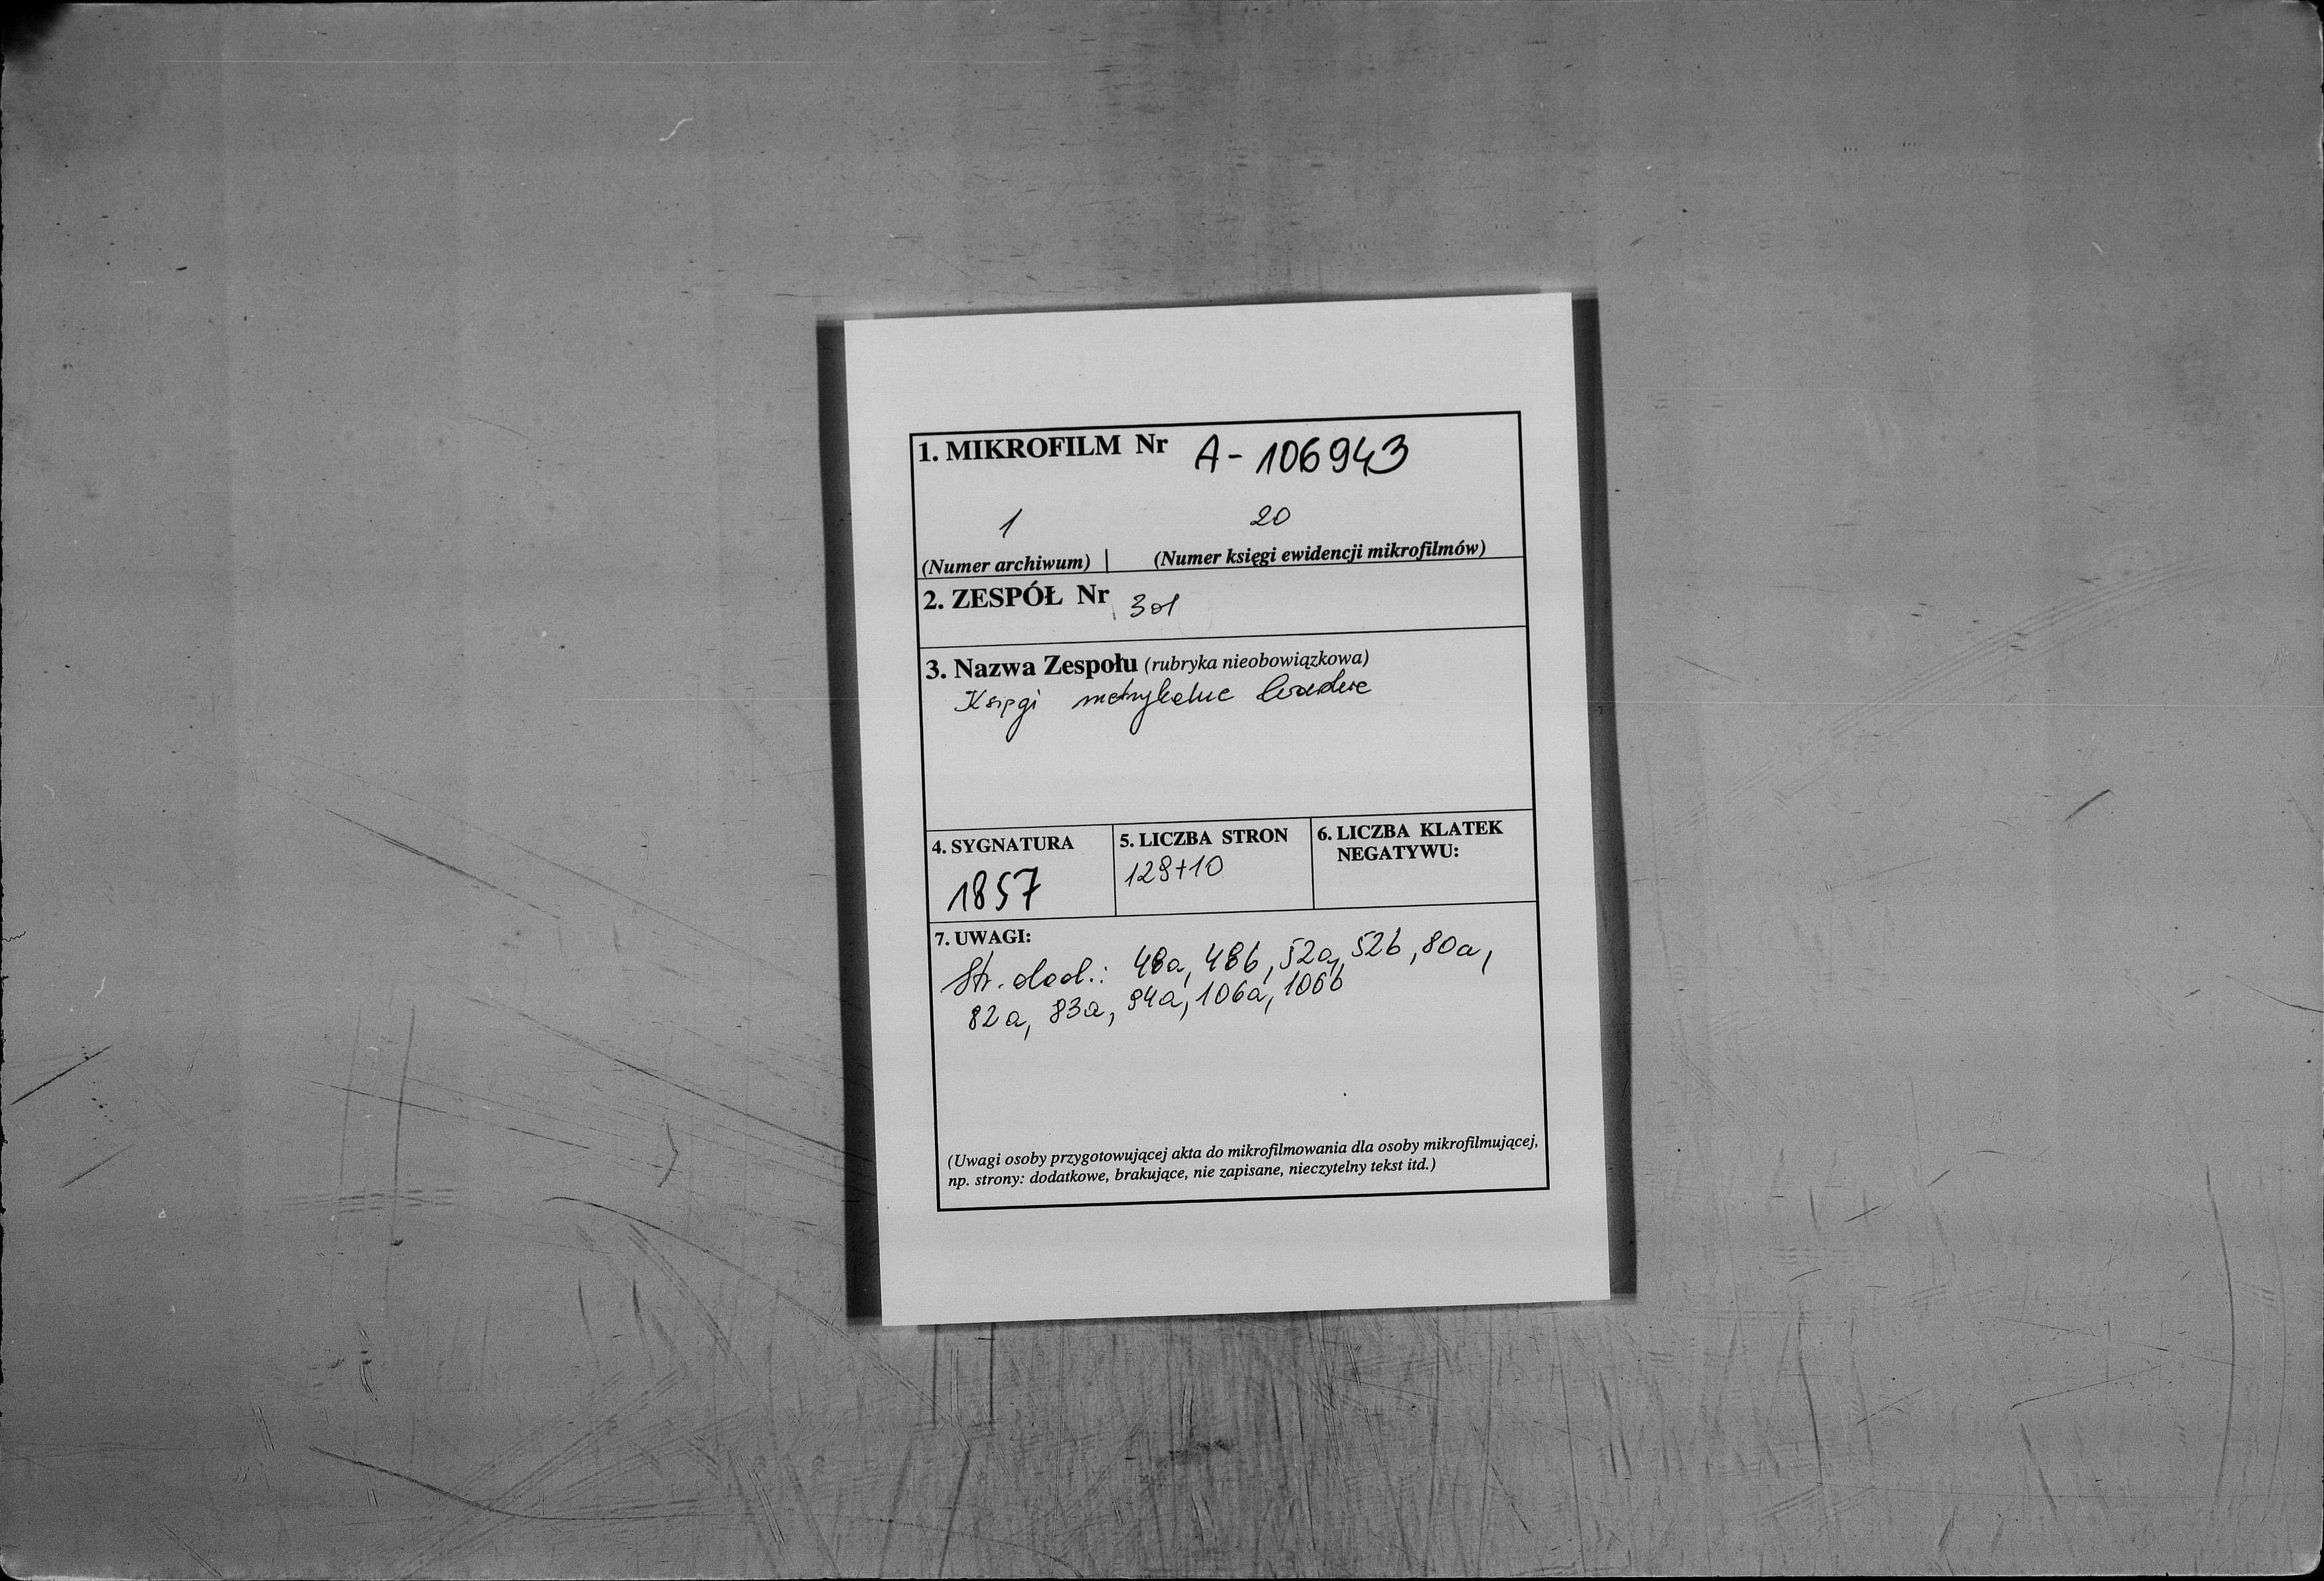 1. MIKROFILM Nr A-106943
1 20
(Numer archiwum) (Numer księgi ewidencji mikrofilmów)
2. ZESPÓŁ Nr 301
3. Nazwa Zespołu (rubryka nieobowiązkowa)
Księgi metrykalne
4. SYGNATURA 5. LICZBA STRON 6. LICZBA KLATEK
NEGATYWU:
1857 128+10
7. UWAGI:
Str. dod.: 48a, 48b, 52a, 52b, 80a,
82a, 83a, 94a, 106a, 106b
(Uwagi osoby przygotowującej akta do mikrofilmowania dla osoby mikrofilmującej,
np. strony: dodatkowe, brakujące, nie zapisane, nieczytelny tekst itd.)